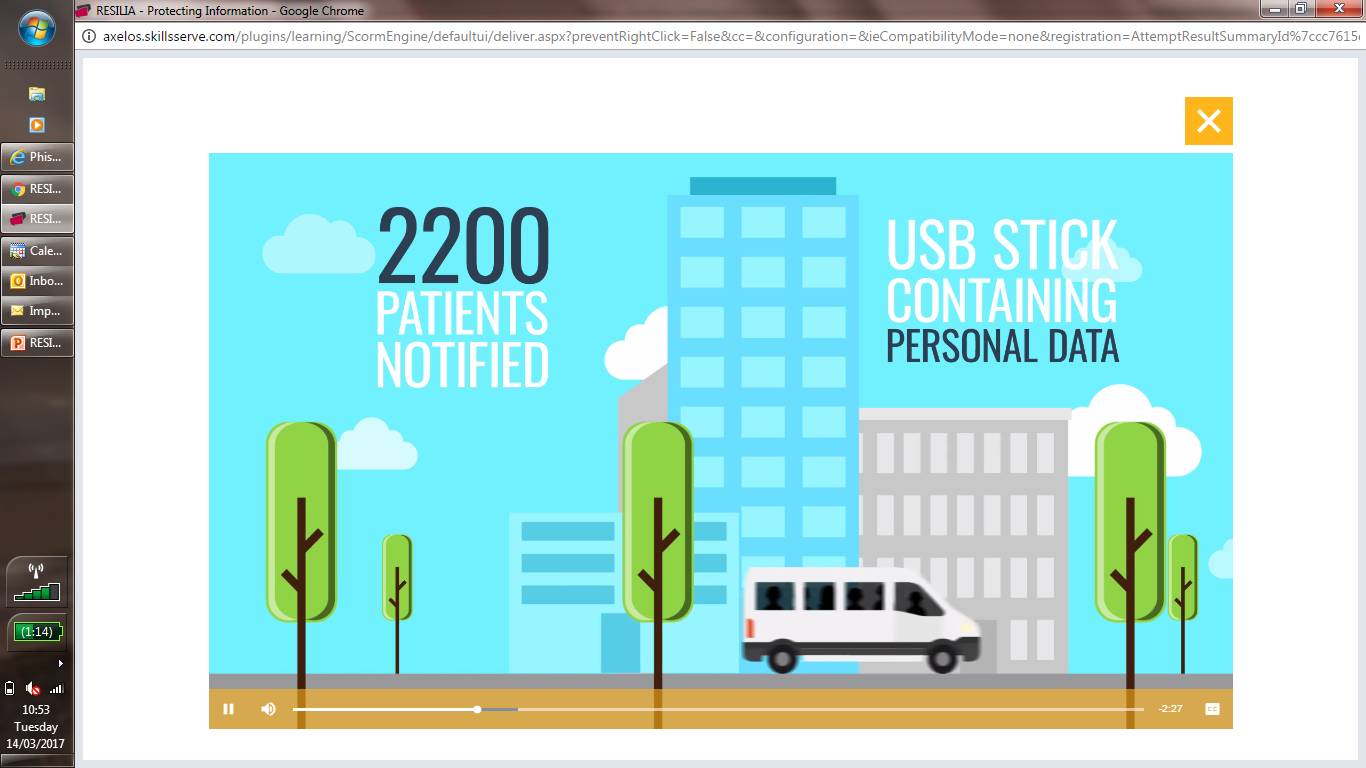 RESILIA - Protecting Information - Google Chrome
axelos.skillsserve.com/plugins/learning/ScormEngine/defaultui/deliver.aspx?preventRightClick=False&cc=&configuration=&ieCompatibilityMode=none&registration=AttemptResultSummaryId%7ccc7615
2200
PATIENTS
NOTIFIED
USB STICK
CONTAINING
PERSONAL DATA
-2:27
CC
Phis...
RESI...
RESI...
Cale...
Inbo...
Imp...
RESI...
(1:14)
10:53
Tuesday
14/03/2017